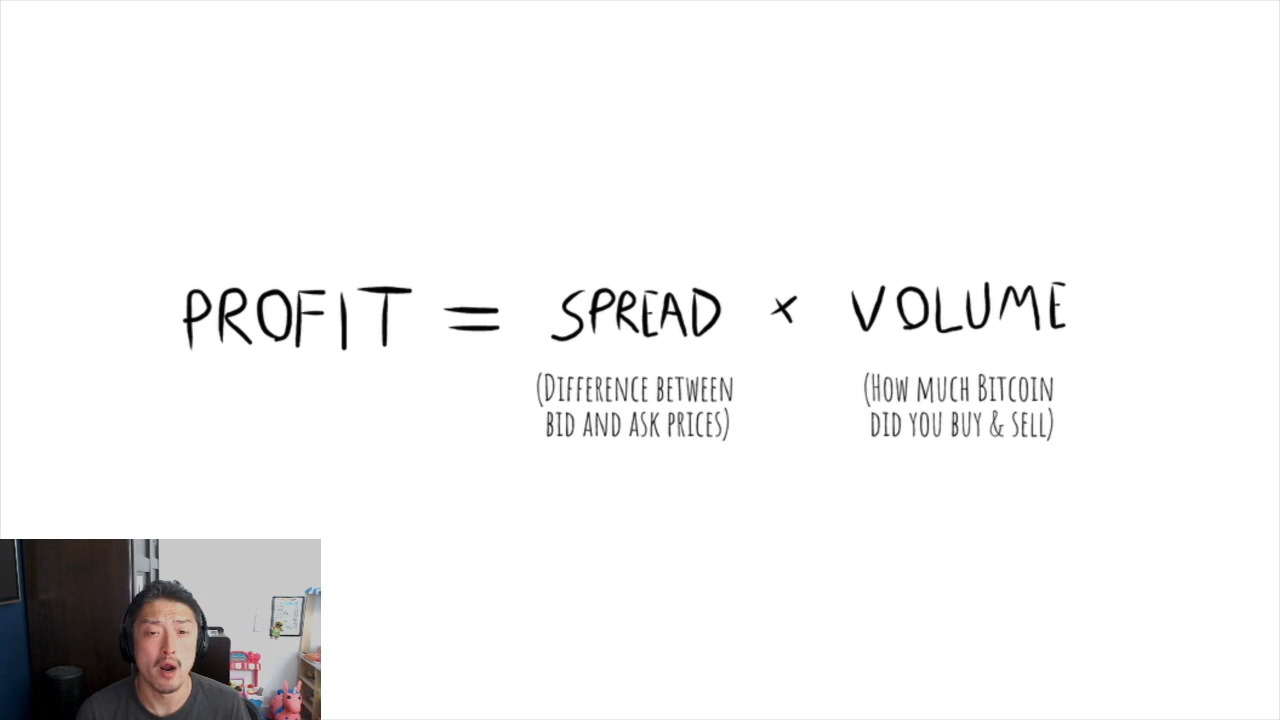 PROFIT = SPREAD × VOLUME
(DIFFERENCE BETWEEN
BID AND ASK PRICES)
(HOW MUCH BITCOIN
DID YOU BUY & SELL)